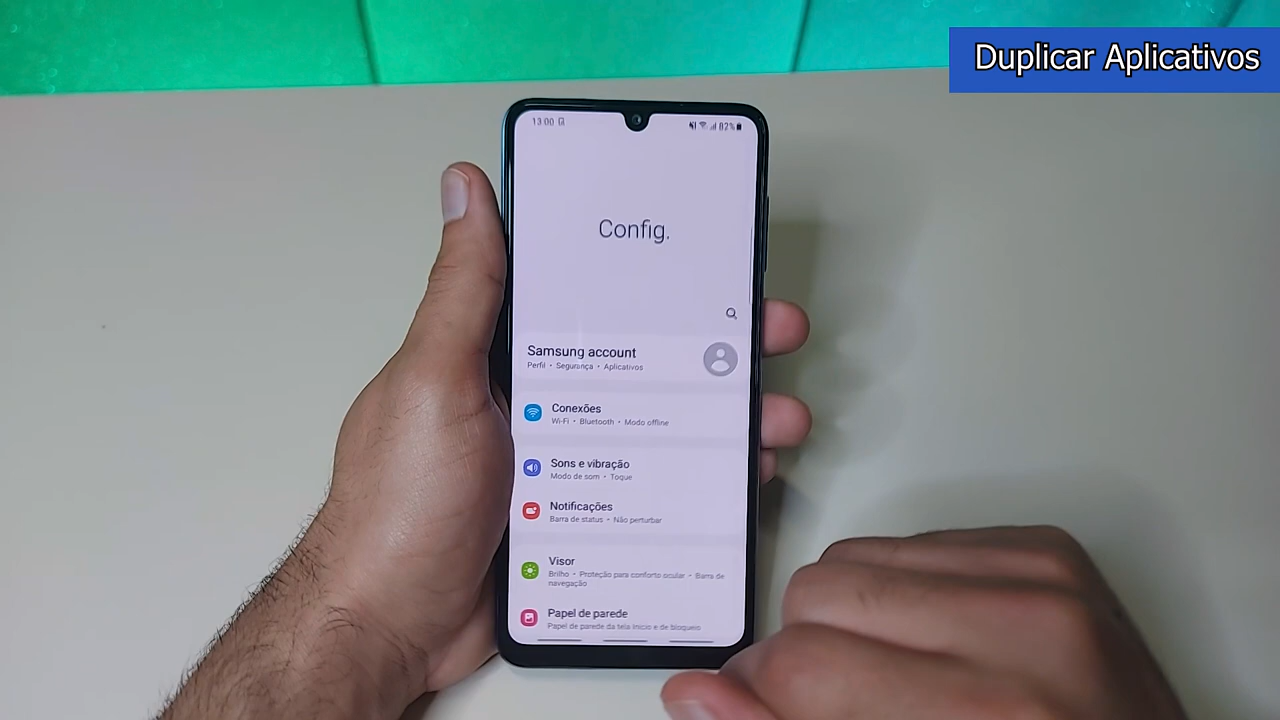 Duplicar Aplicativos
13:00
82%
Config.
Samsung account
Perfil • Segurança • Aplicativos
Conexões
Wi-Fi • Bluetooth • Modo offline
Sons e vibração
Modo de som • Toque
Notificações
Barra de status • Não perturbar
Visor
Brilho • Proteção para conforto ocular • Barra de
navegação
Papel de parede
Papel de parede da tela Início e de bloqueio